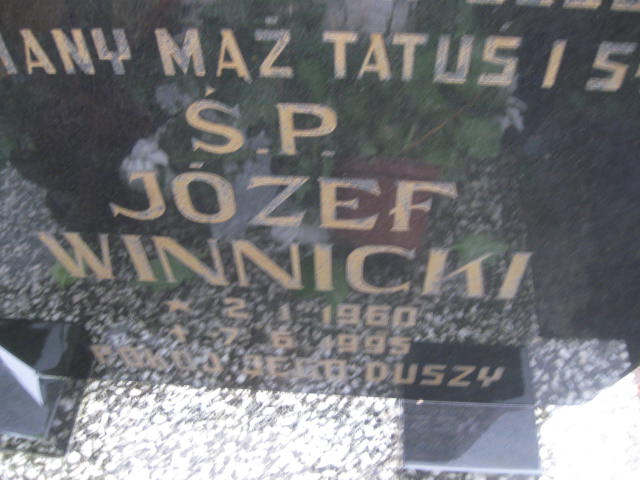 MĄŻ TATUŚ I
Ś.P.
JÓZEF
WINNICKI
★ 2 1 1960
✝ 7 6 1995
POKÓJ JEGO DUSZY